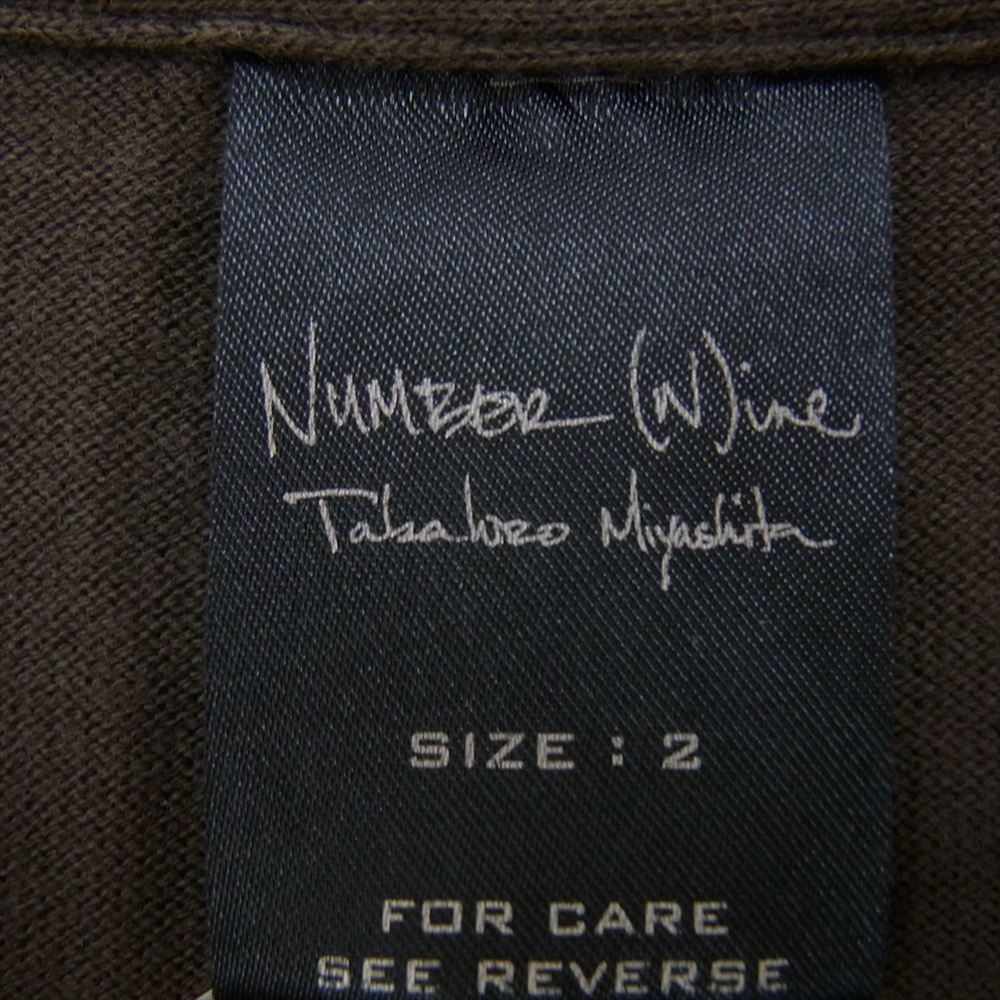 NUMBER (N)ine
Takahiro Miyashita
SIZE : 2
FOR CARE
SEE REVERSE